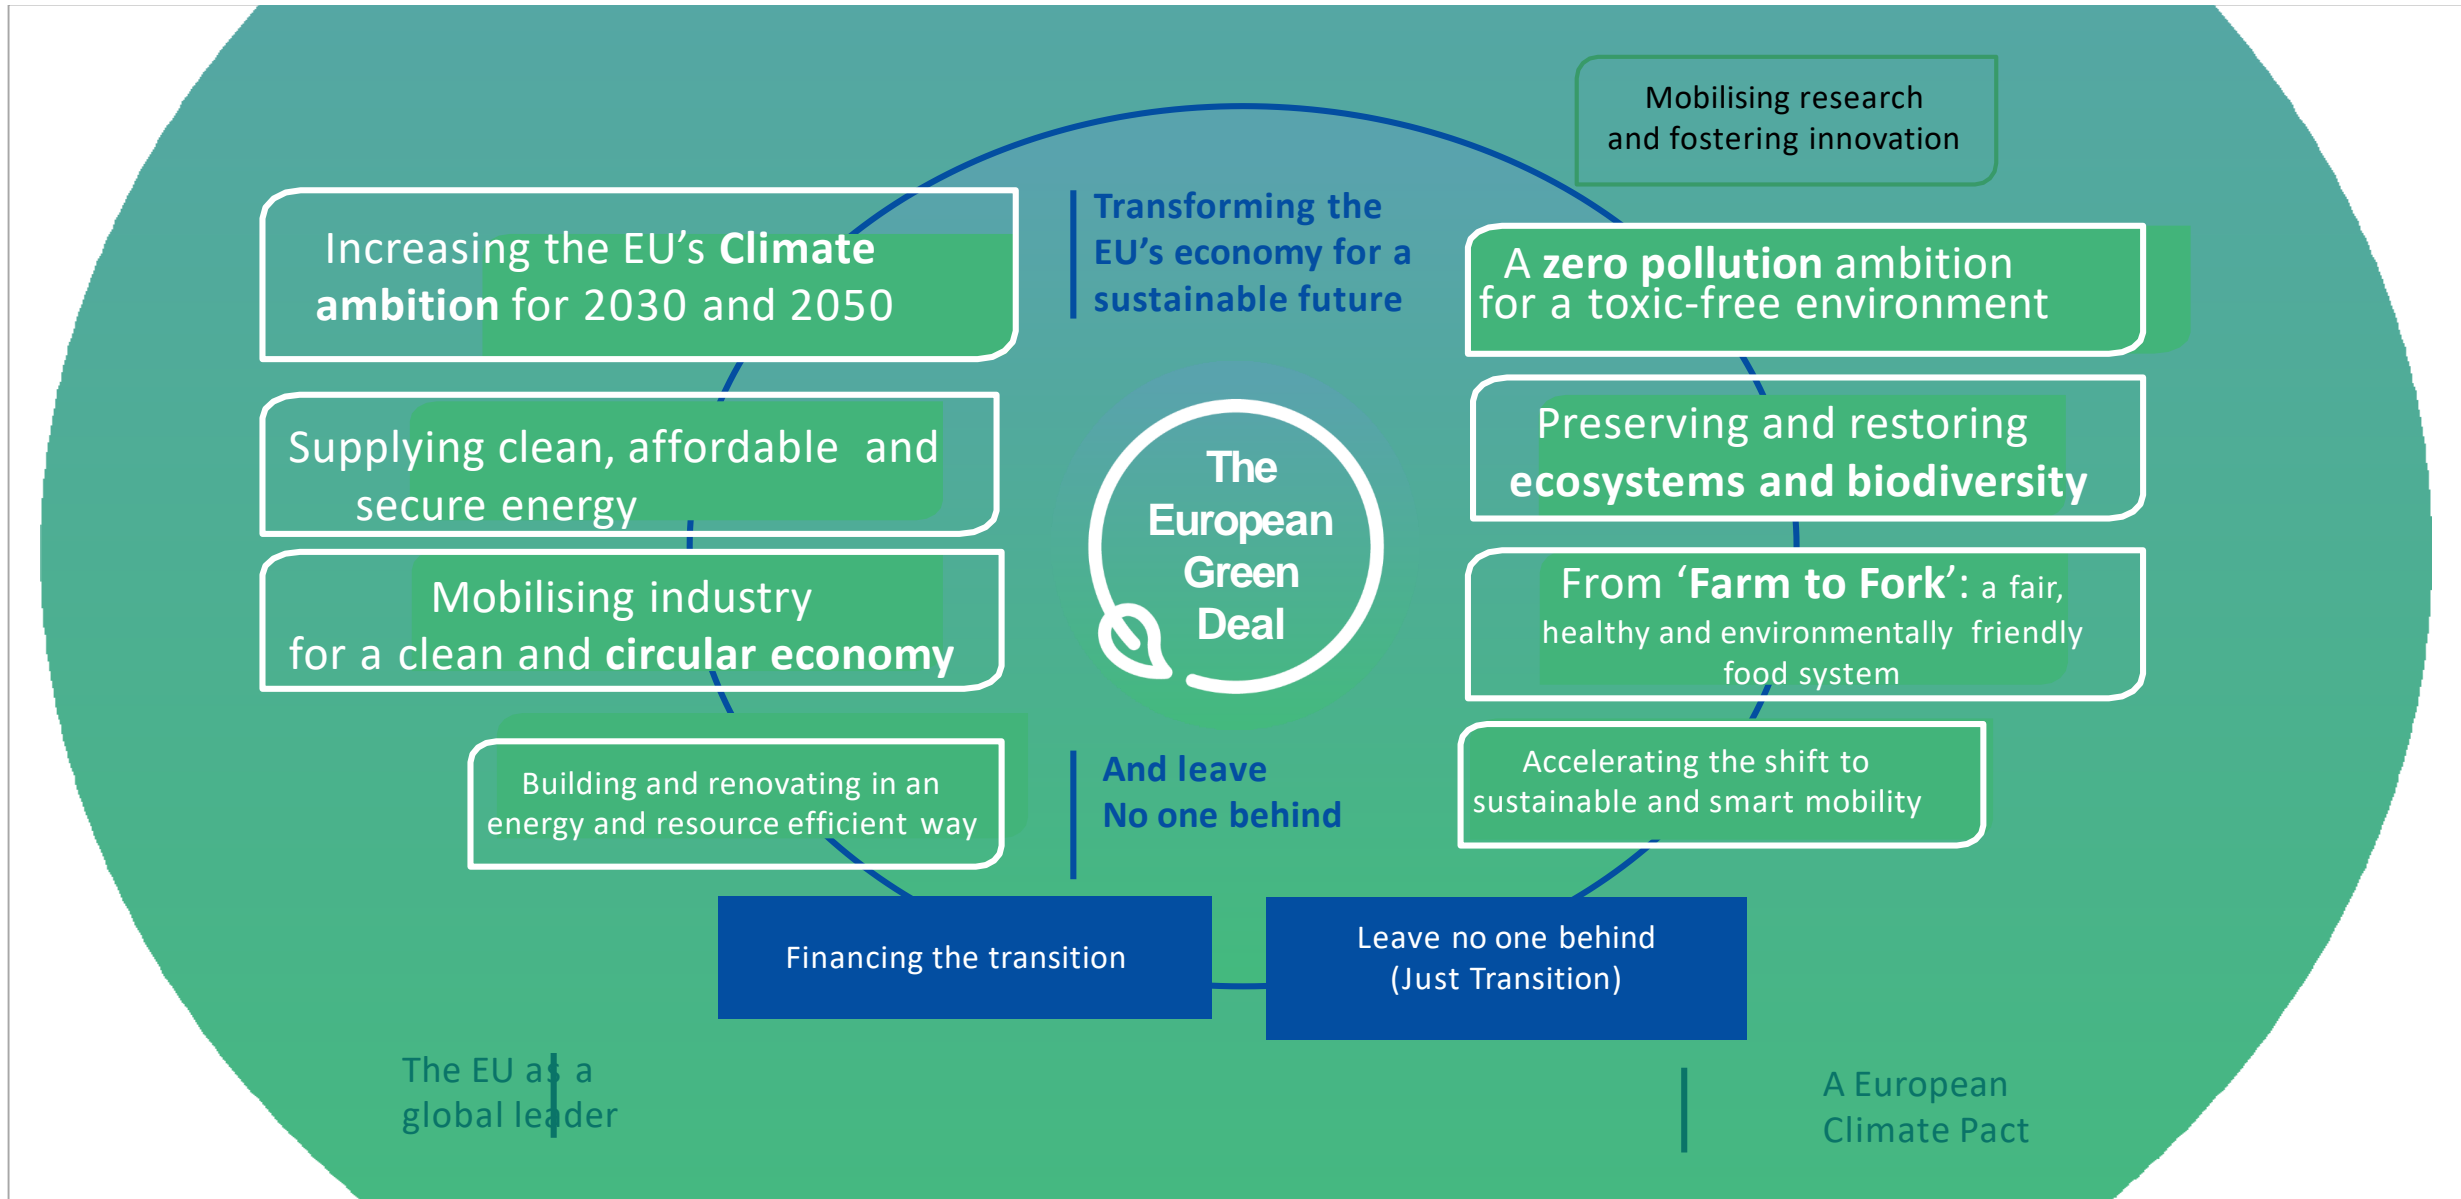 Mobilising research
and fostering innovation
Transforming the
EU’s economy for a
sustainable future
Increasing the EU’s Climate
ambition for 2030 and 2050
Supplying clean, affordable and
secure energy
Mobilising industry
for a clean and circular economy
Building and renovating in an
energy and resource efficient way
The
European
Green
Deal
A zero pollution ambition
for a toxic-free environment
Preserving and restoring
ecosystems and biodiversity
From ‘Farm to Fork’: a fair,
healthy and environmentally friendly
food system
Accelerating the shift to
sustainable and smart mobility
And leave
No one behind
Financing the transition
Leave no one behind
(Just Transition)
The EU as a
global leader
A European
Climate Pact